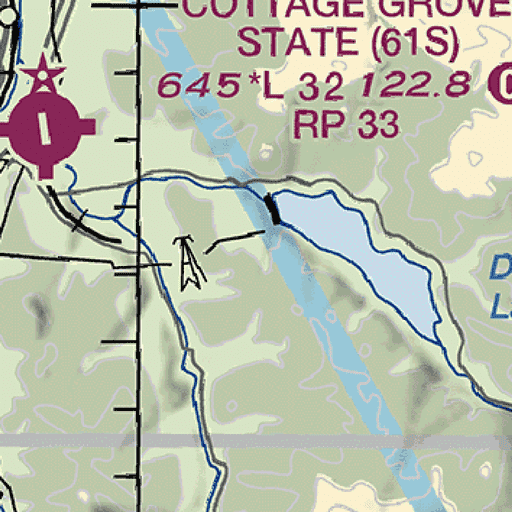 COTTAGE GROVE
STATE (61S)
645 *L 32 122.8 C
RP 33
D
L